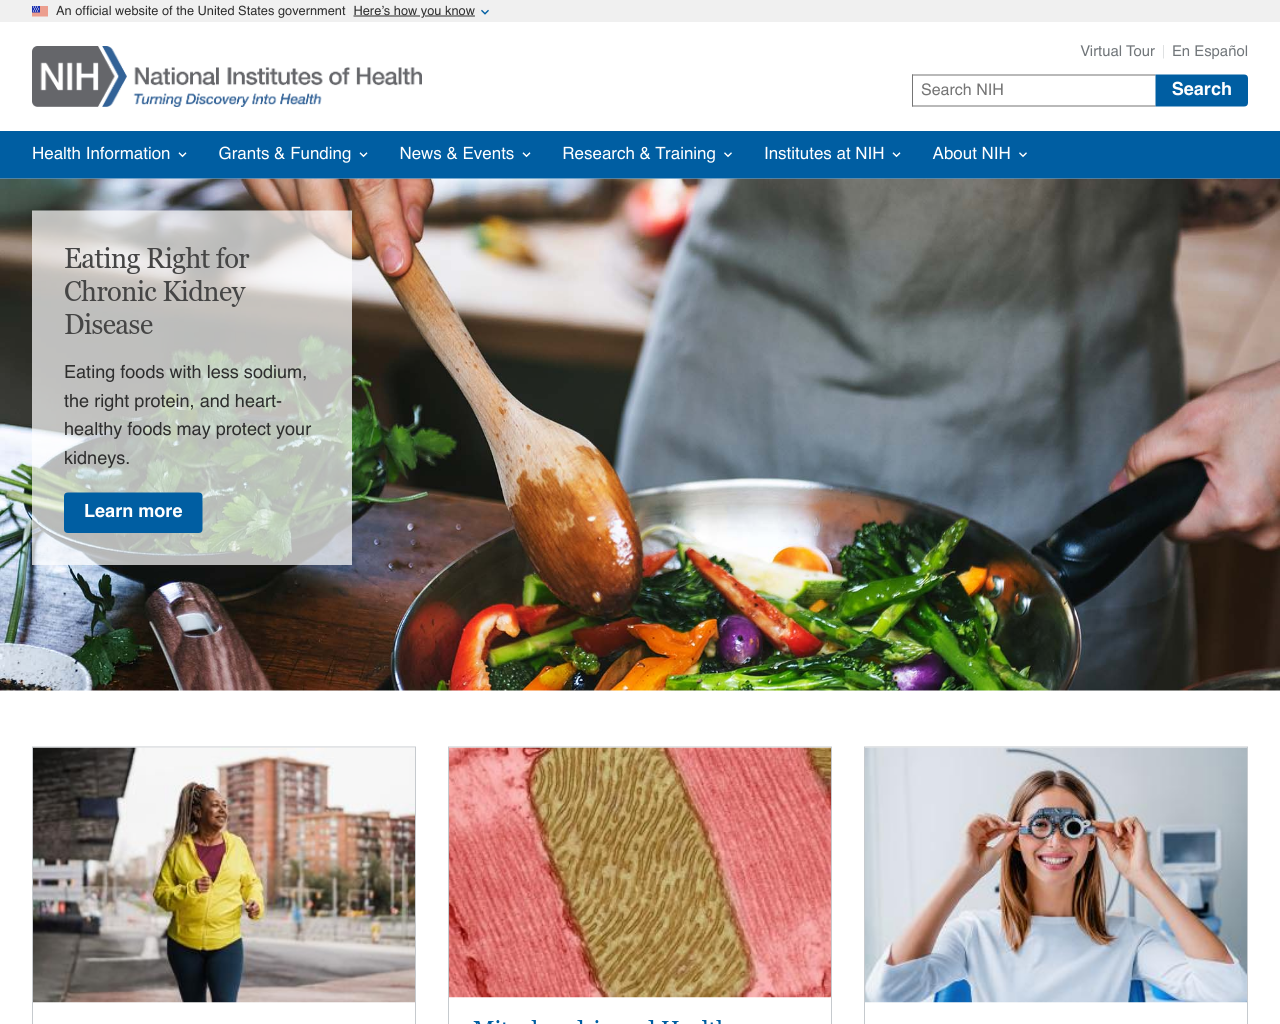 An official website of the United States government Here's how you know
NIH National Institutes of Health
Turning Discovery Into Health
Virtual Tour En Español
Search NIH Search
Health Information Grants & Funding News & Events Research & Training Institutes at NIH About NIH
Eating Right for
Chronic Kidney
Disease
Eating foods with less sodium,
the right protein, and heart-
healthy foods may protect your
kidneys.
Learn more